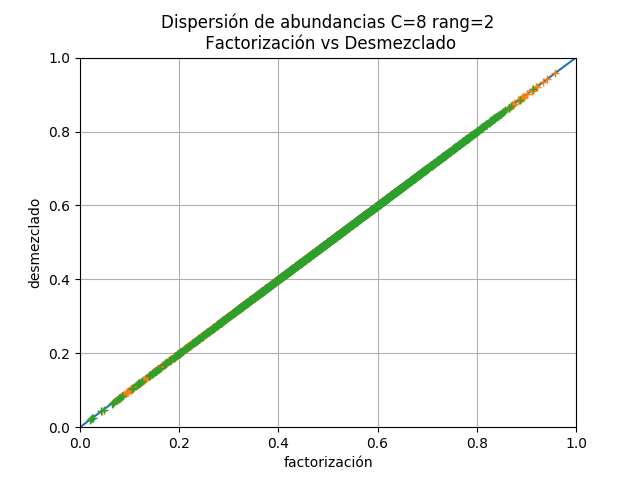 Dispersión de abundancias C=8 rang=2
Factorización vs Desmezclado
1.0
0.8
0.6
0.4
0.2
0.0
desmezclado
0.0 0.2 0.4 0.6 0.8 1.0
factorización